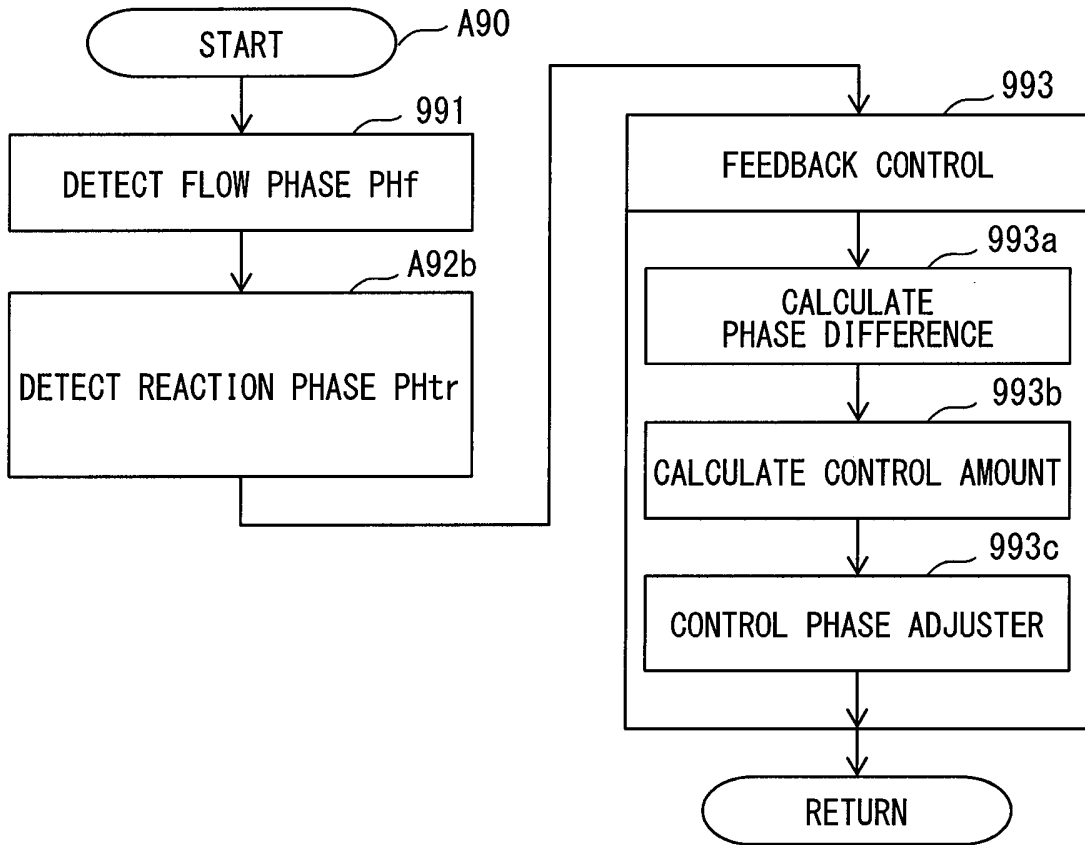 START
A90
991
DETECT FLOW PHASE PHf
A92b
DETECT REACTION PHASE PHtr
993
FEEDBACK CONTROL
993a
CALCULATE
PHASE DIFFERENCE
993b
CALCULATE CONTROL AMOUNT
993c
CONTROL PHASE ADJUSTER
RETURN